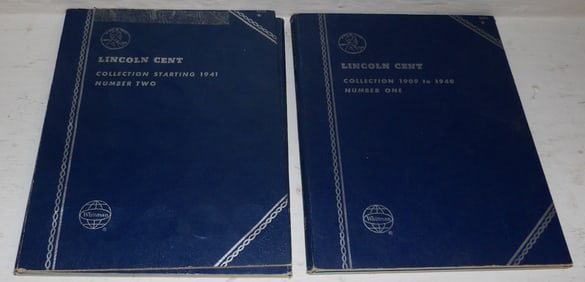 LINCOLN CENT
COLLECTION STARTING 1941
NUMBER TWO
Whitman
®
LINCOLN CENT
COLLECTION 1909 to 1940
NUMBER ONE
Whitman
®